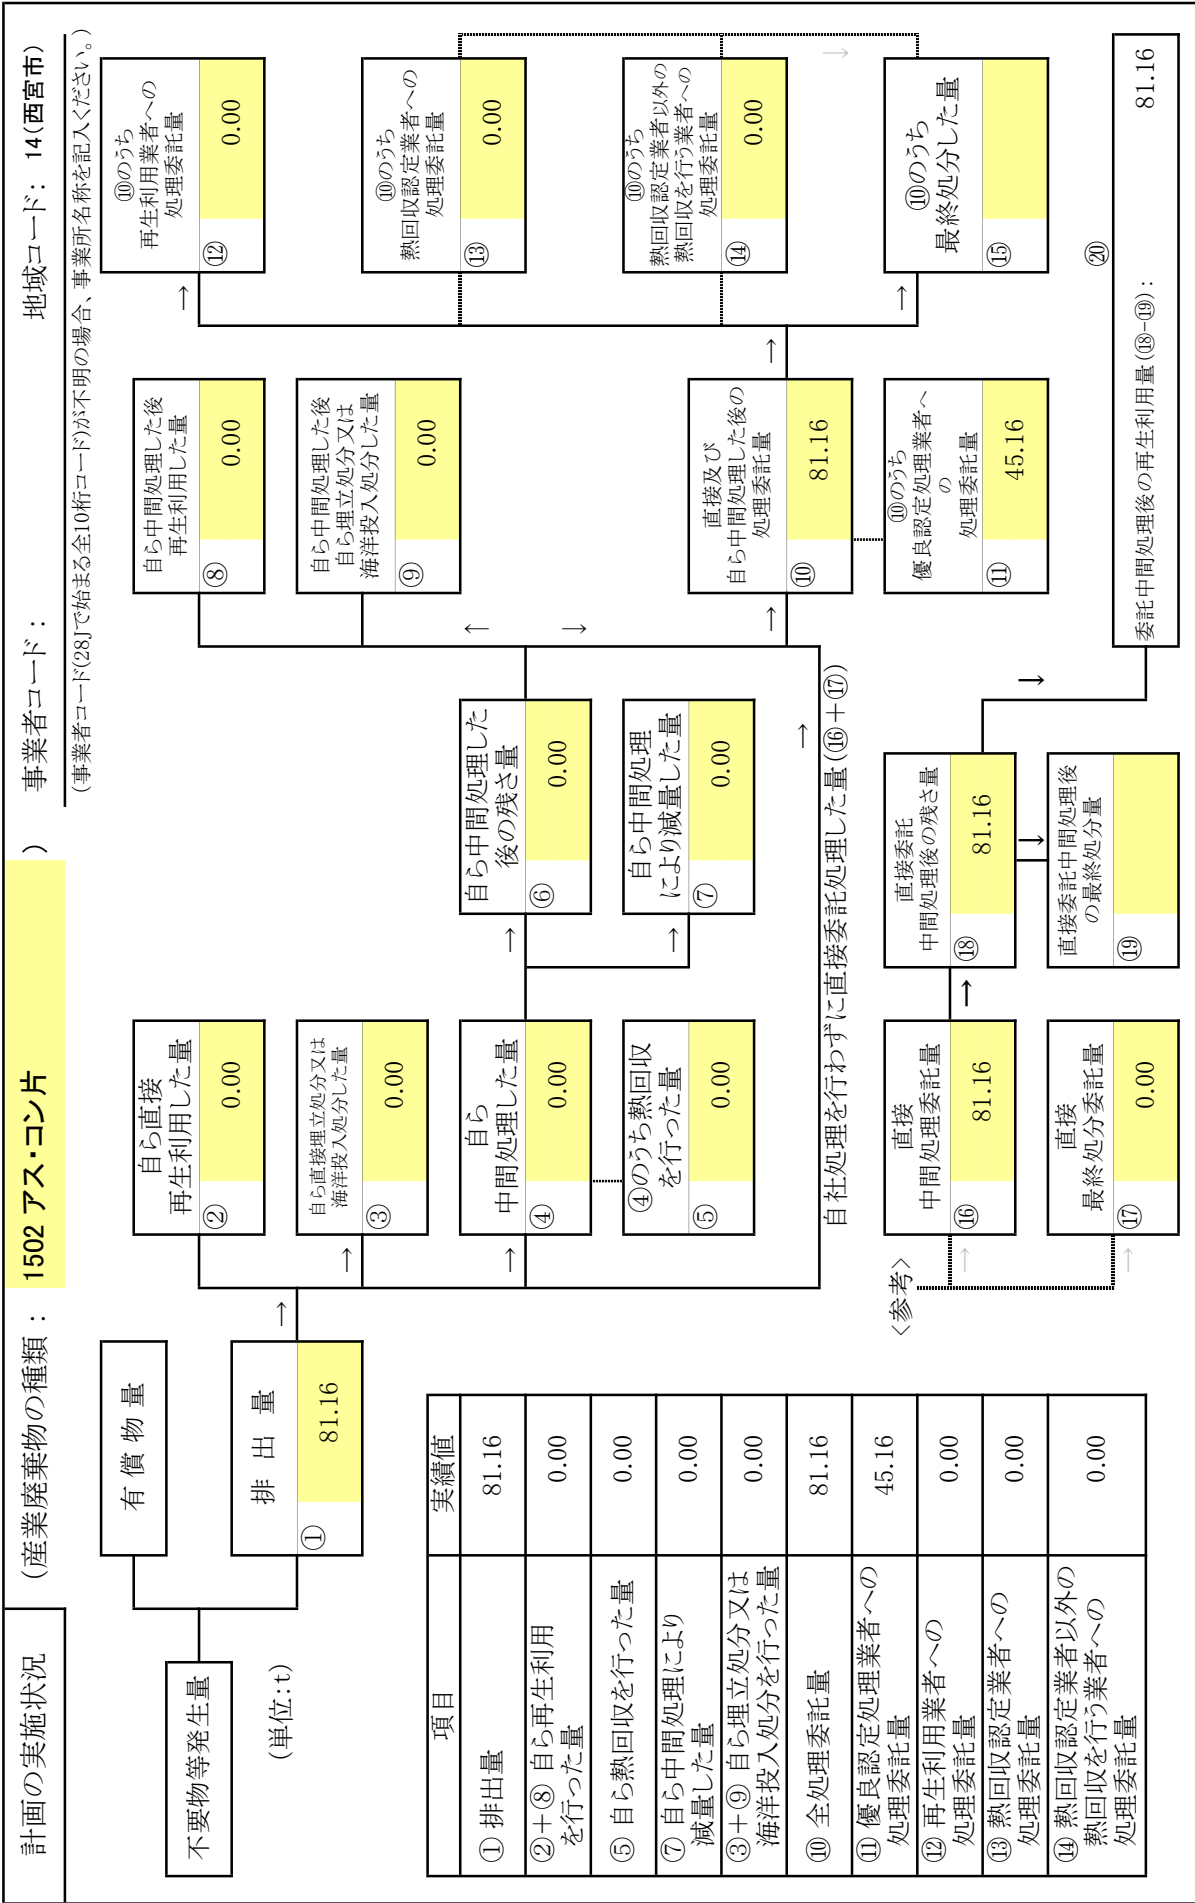 計画の実施状況
(産業廃棄物の種類： 1502 アス・コン片 )
事業者コード：
地域コード： 14(西宮市)
(事業者コード(28｣で始まる全10桁コード)が不明の場合、事業所名称を記入ください。)
不要物等発生量
(単位:t)
有 償 物 量
排 出 量
① 81.16
→
自ら直接
再生利用した量
② 0.00
→
自ら直接埋立処分又は
海洋投入処分した量
③ 0.00
→
自ら
中間処理した量
④ 0.00
④のうち熱回収
を行った量
⑤ 0.00
→
自ら中間処理した
後の残さ量
⑥ 0.00
→
自ら中間処理
により減量した量
⑦ 0.00
←
→
自ら中間処理した後
再生利用した量
⑧ 0.00
自ら中間処理した後
自ら埋立処分又は
海洋投入処分した量
⑨ 0.00
→
自社処理を行わずに直接委託処理した量(⑯＋⑰)
→
直接及び
自ら中間処理した後の
処理委託量
⑩ 81.16
⑩のうち
優良認定処理業者へ
の
処理委託量
⑪ 45.16
→
→
⑩のうち
再生利用業者への
処理委託量
⑫ 0.00
⑩のうち
熱回収認定業者への
処理委託量
⑬ 0.00
⑩のうち
熱回収認定業者以外の
熱回収を行う業者への
処理委託量
⑭ 0.00
→
→
⑩のうち
最終処分した量
⑮
項目 実績値
① 排出量 81.16
②＋⑧ 自ら再生利用
を行った量 0.00
⑤ 自ら熱回収を行った量 0.00
⑦ 自ら中間処理により
減量した量 0.00
③＋⑨ 自ら埋立処分又は
海洋投入処分を行った量 0.00
⑩ 全処理委託量 81.16
⑪ 優良認定処理業者への
処理委託量 45.16
⑫ 再生利用業者への
処理委託量 0.00
⑬ 熱回収認定業者への
処理委託量 0.00
⑭ 熱回収認定業者以外の
熱回収を行う業者への
処理委託量 0.00
<参考>
→
直接
中間処理委託量
⑯ 81.16
→
直接
最終処分委託量
⑰ 0.00
→
直接委託
中間処理後の残さ量
⑱ 81.16
→
直接委託中間処理後
の最終処分量
⑲
→
⑳
委託中間処理後の再生利用量(⑱-⑲)： 81.16